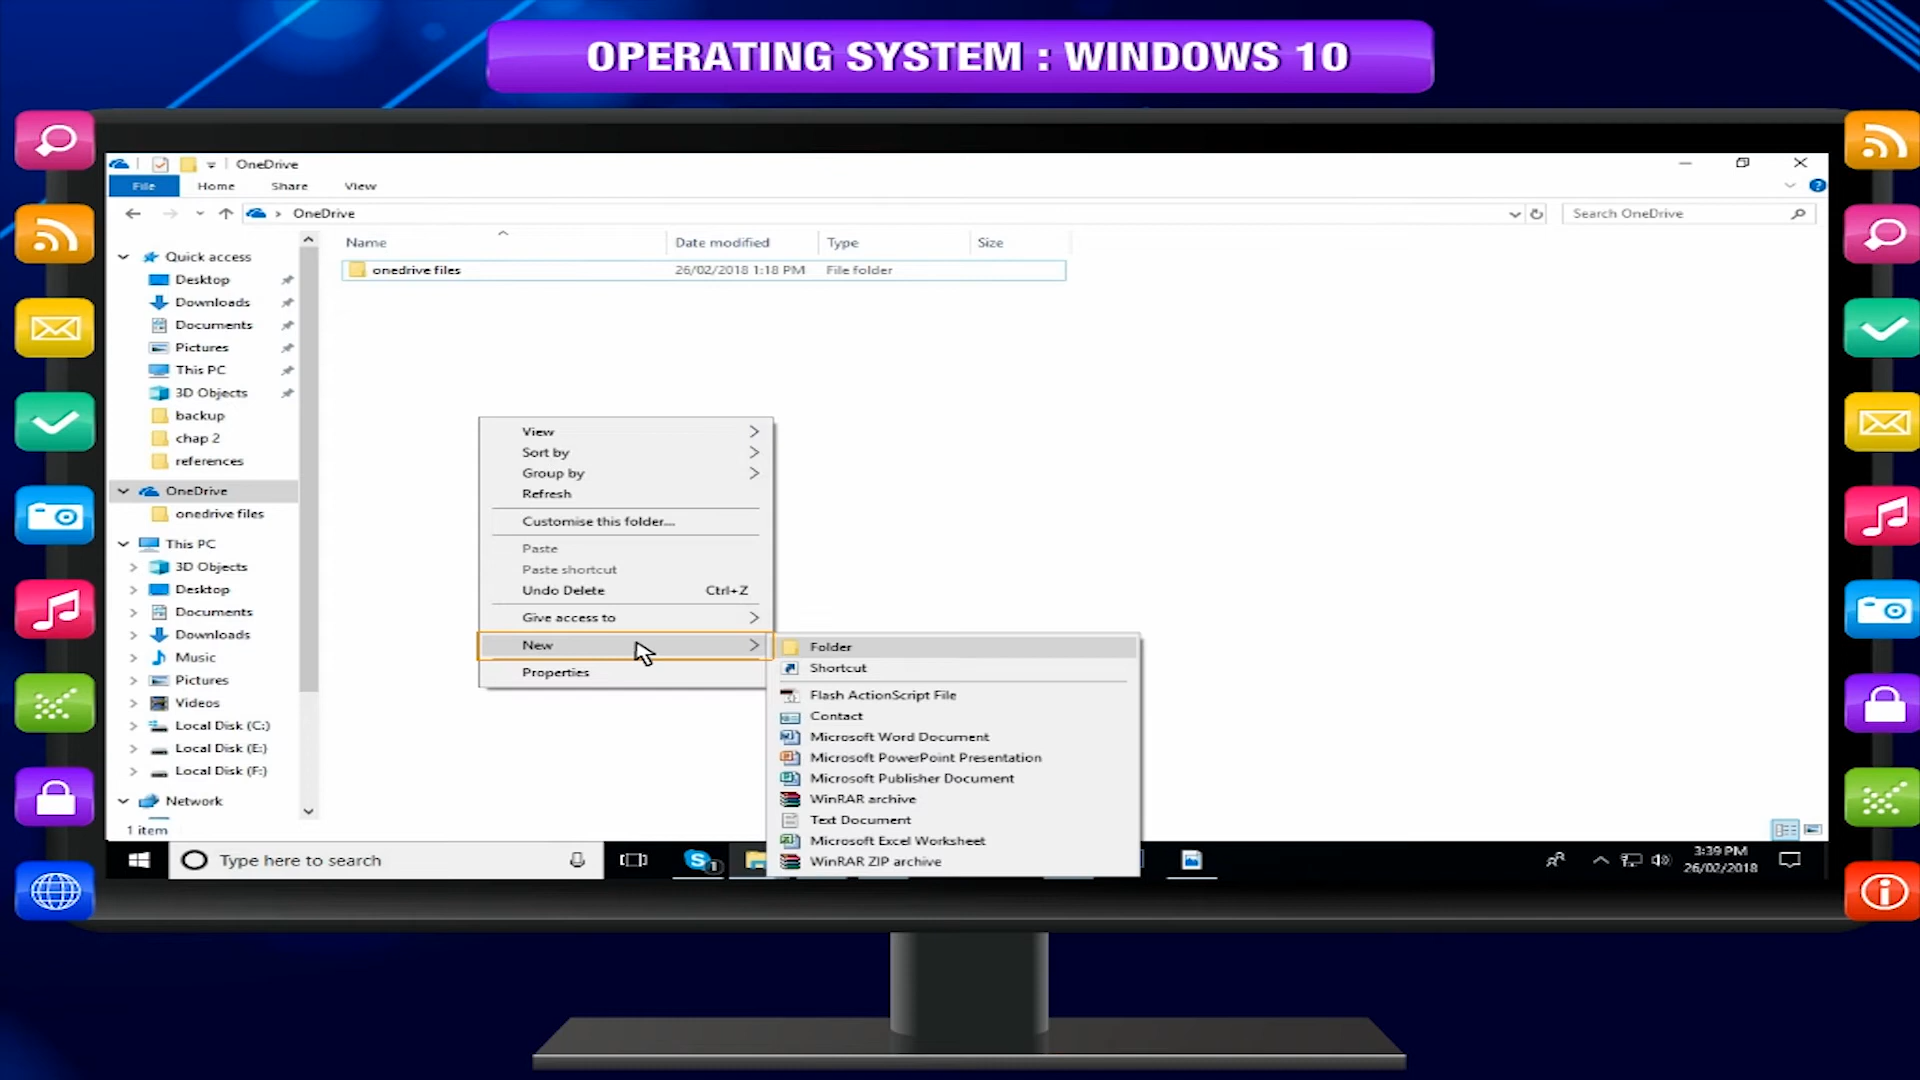 OPERATING SYSTEM : WINDOWS 10
OneDrive
File Home Share View
OneDrive
Search OneDrive
Name Date modified Type Size
onedrive files 26/02/2018 1:18 PM File folder
Quick access
Desktop
Downloads
Documents
Pictures
This PC
3D Objects
backup
chap 2
references
OneDrive
onedrive files
This PC
3D Objects
Desktop
Documents
Downloads
Music
Pictures
Videos
Local Disk (C:)
Local Disk (E:)
Local Disk (F:)
Network
1 item
View
Sort by
Group by
Refresh
Customise this folder...
Paste
Paste shortcut
Undo Delete Ctrl+Z
Give access to
New
Properties
Folder
Shortcut
Flash ActionScript File
Contact
Microsoft Word Document
Microsoft PowerPoint Presentation
Microsoft Publisher Document
WinRAR archive
Text Document
Microsoft Excel Worksheet
WinRAR ZIP archive
Type here to search
3:39 PM
26/02/2018